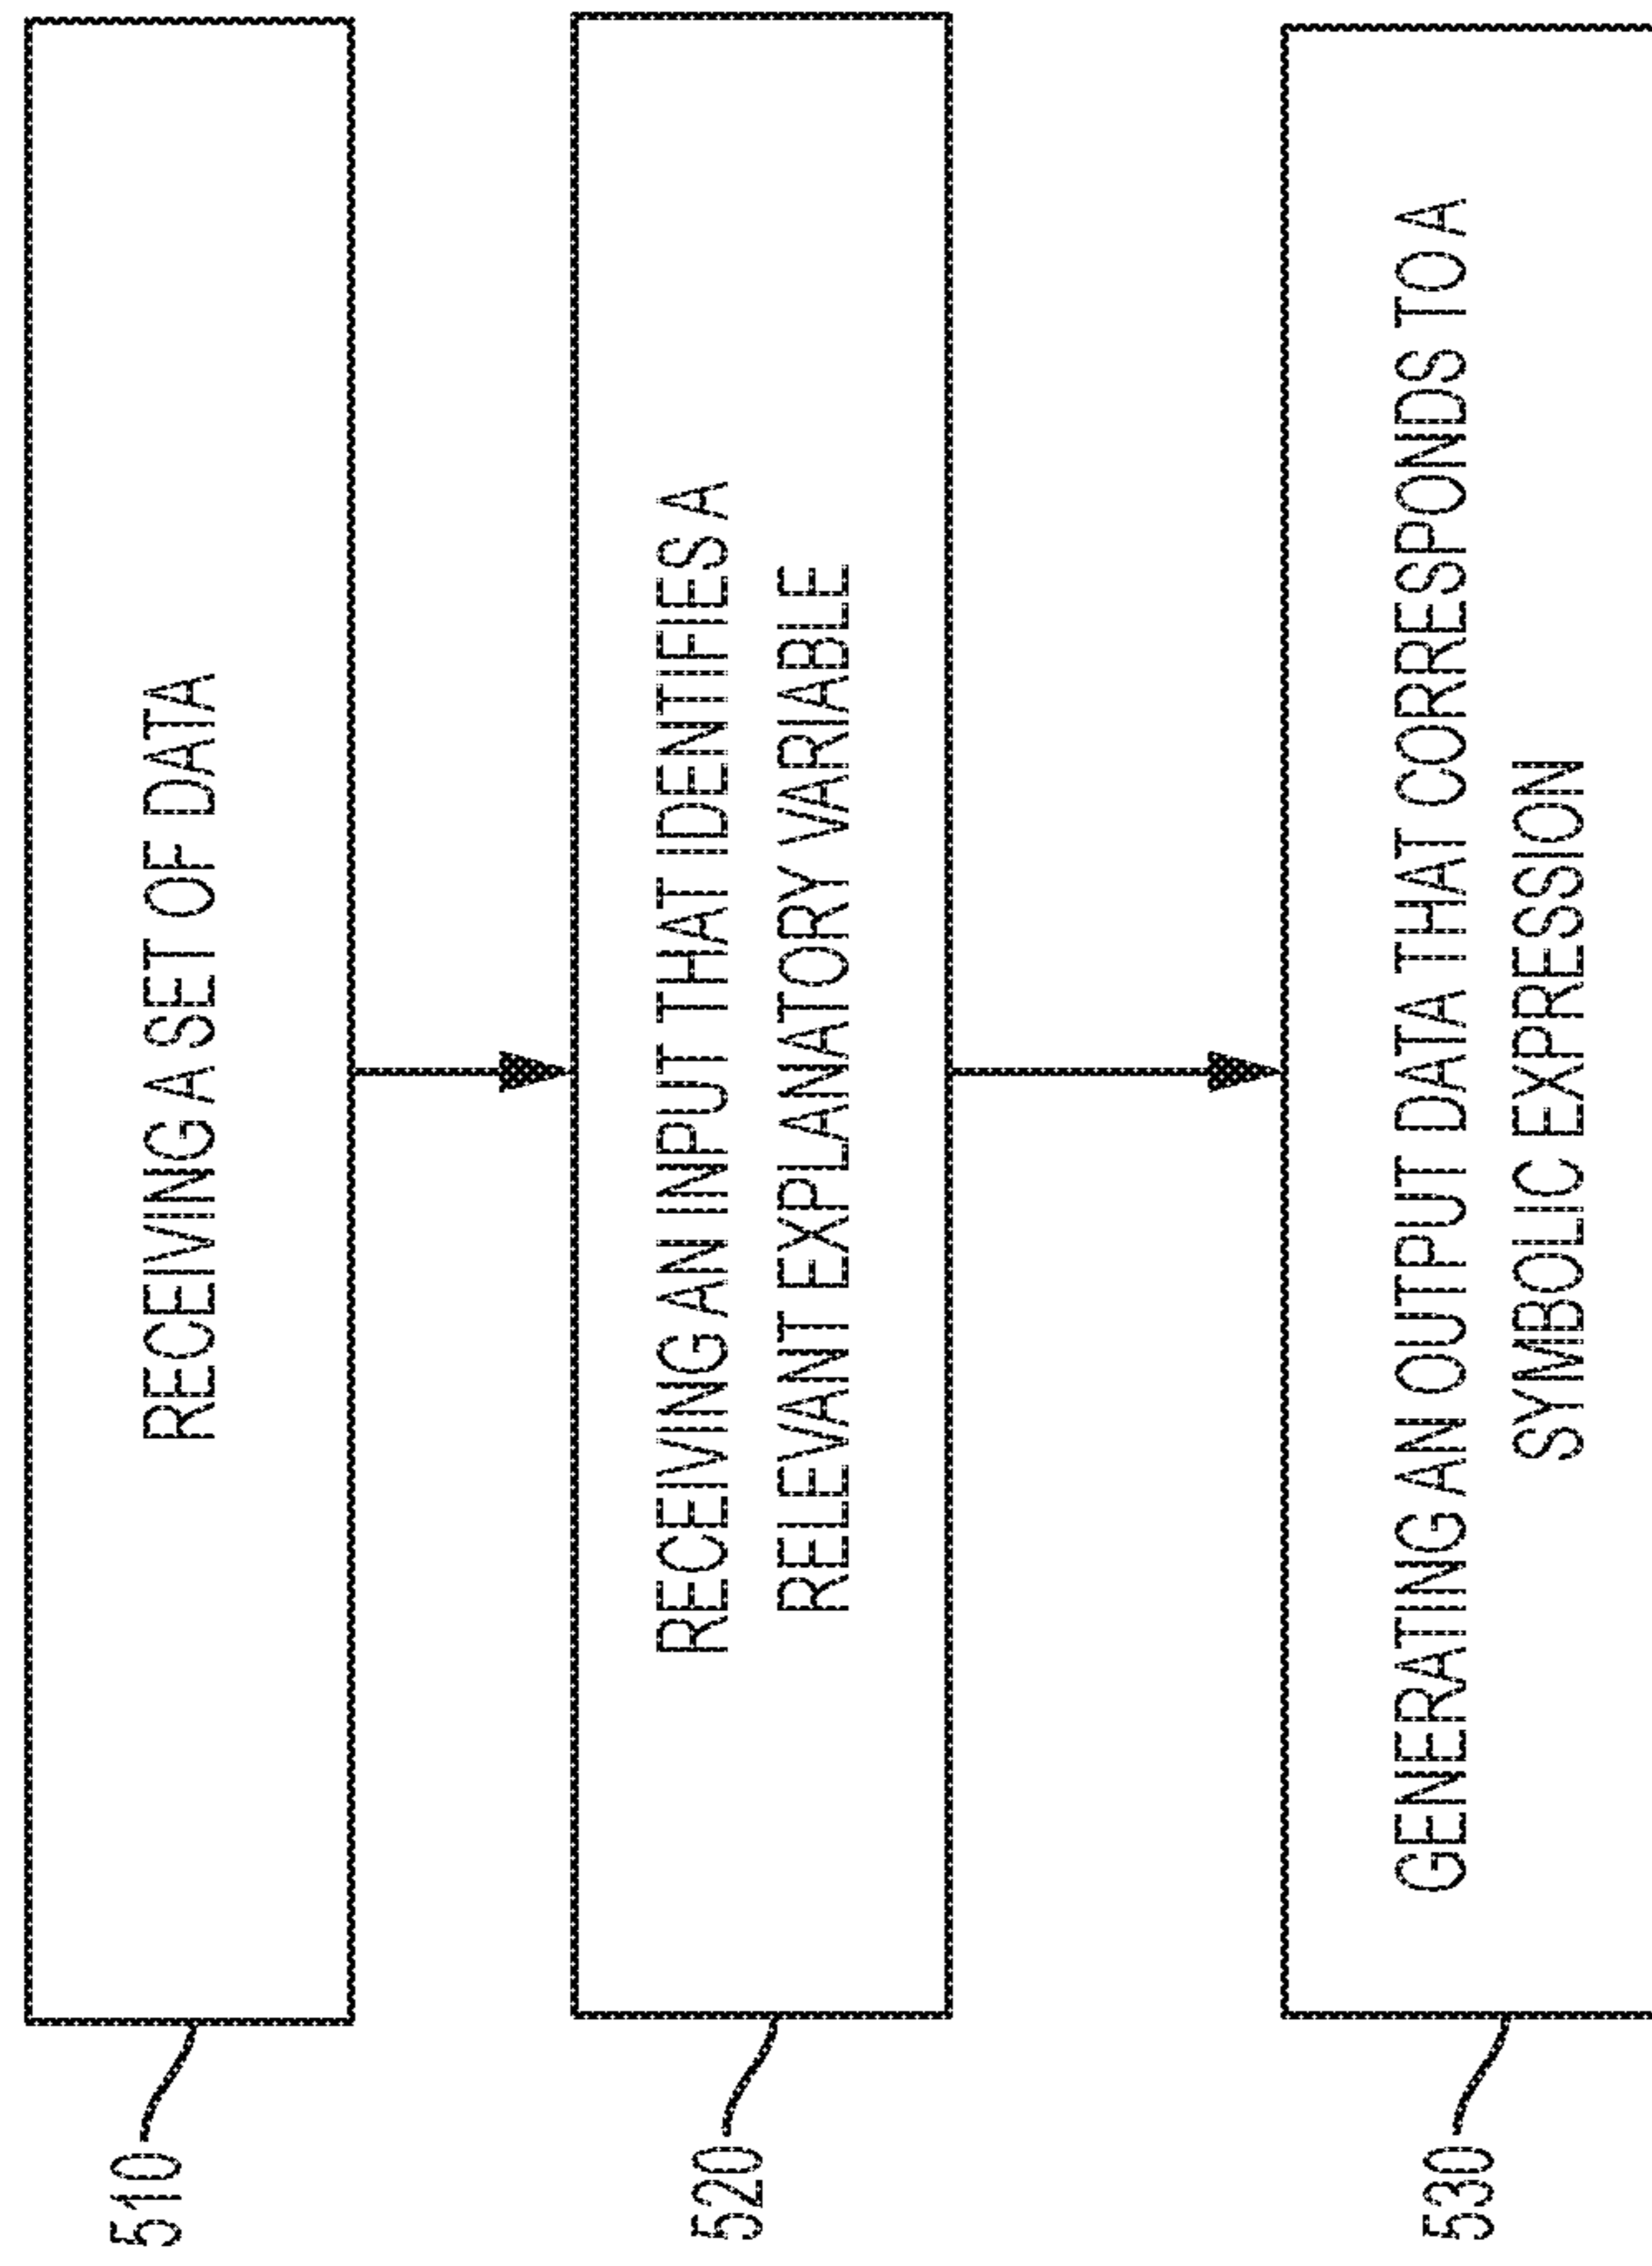 510
RECEIVING A SET OF DATA
520
RECEIVING AN INPUT THAT IDENTIFIES A
RELEVANT EXPLANATORY VARIABLE
530
GENERATING AN OUTPUT DATA THAT CORRESPONDS TO A
SYMBOLIC EXPRESSION